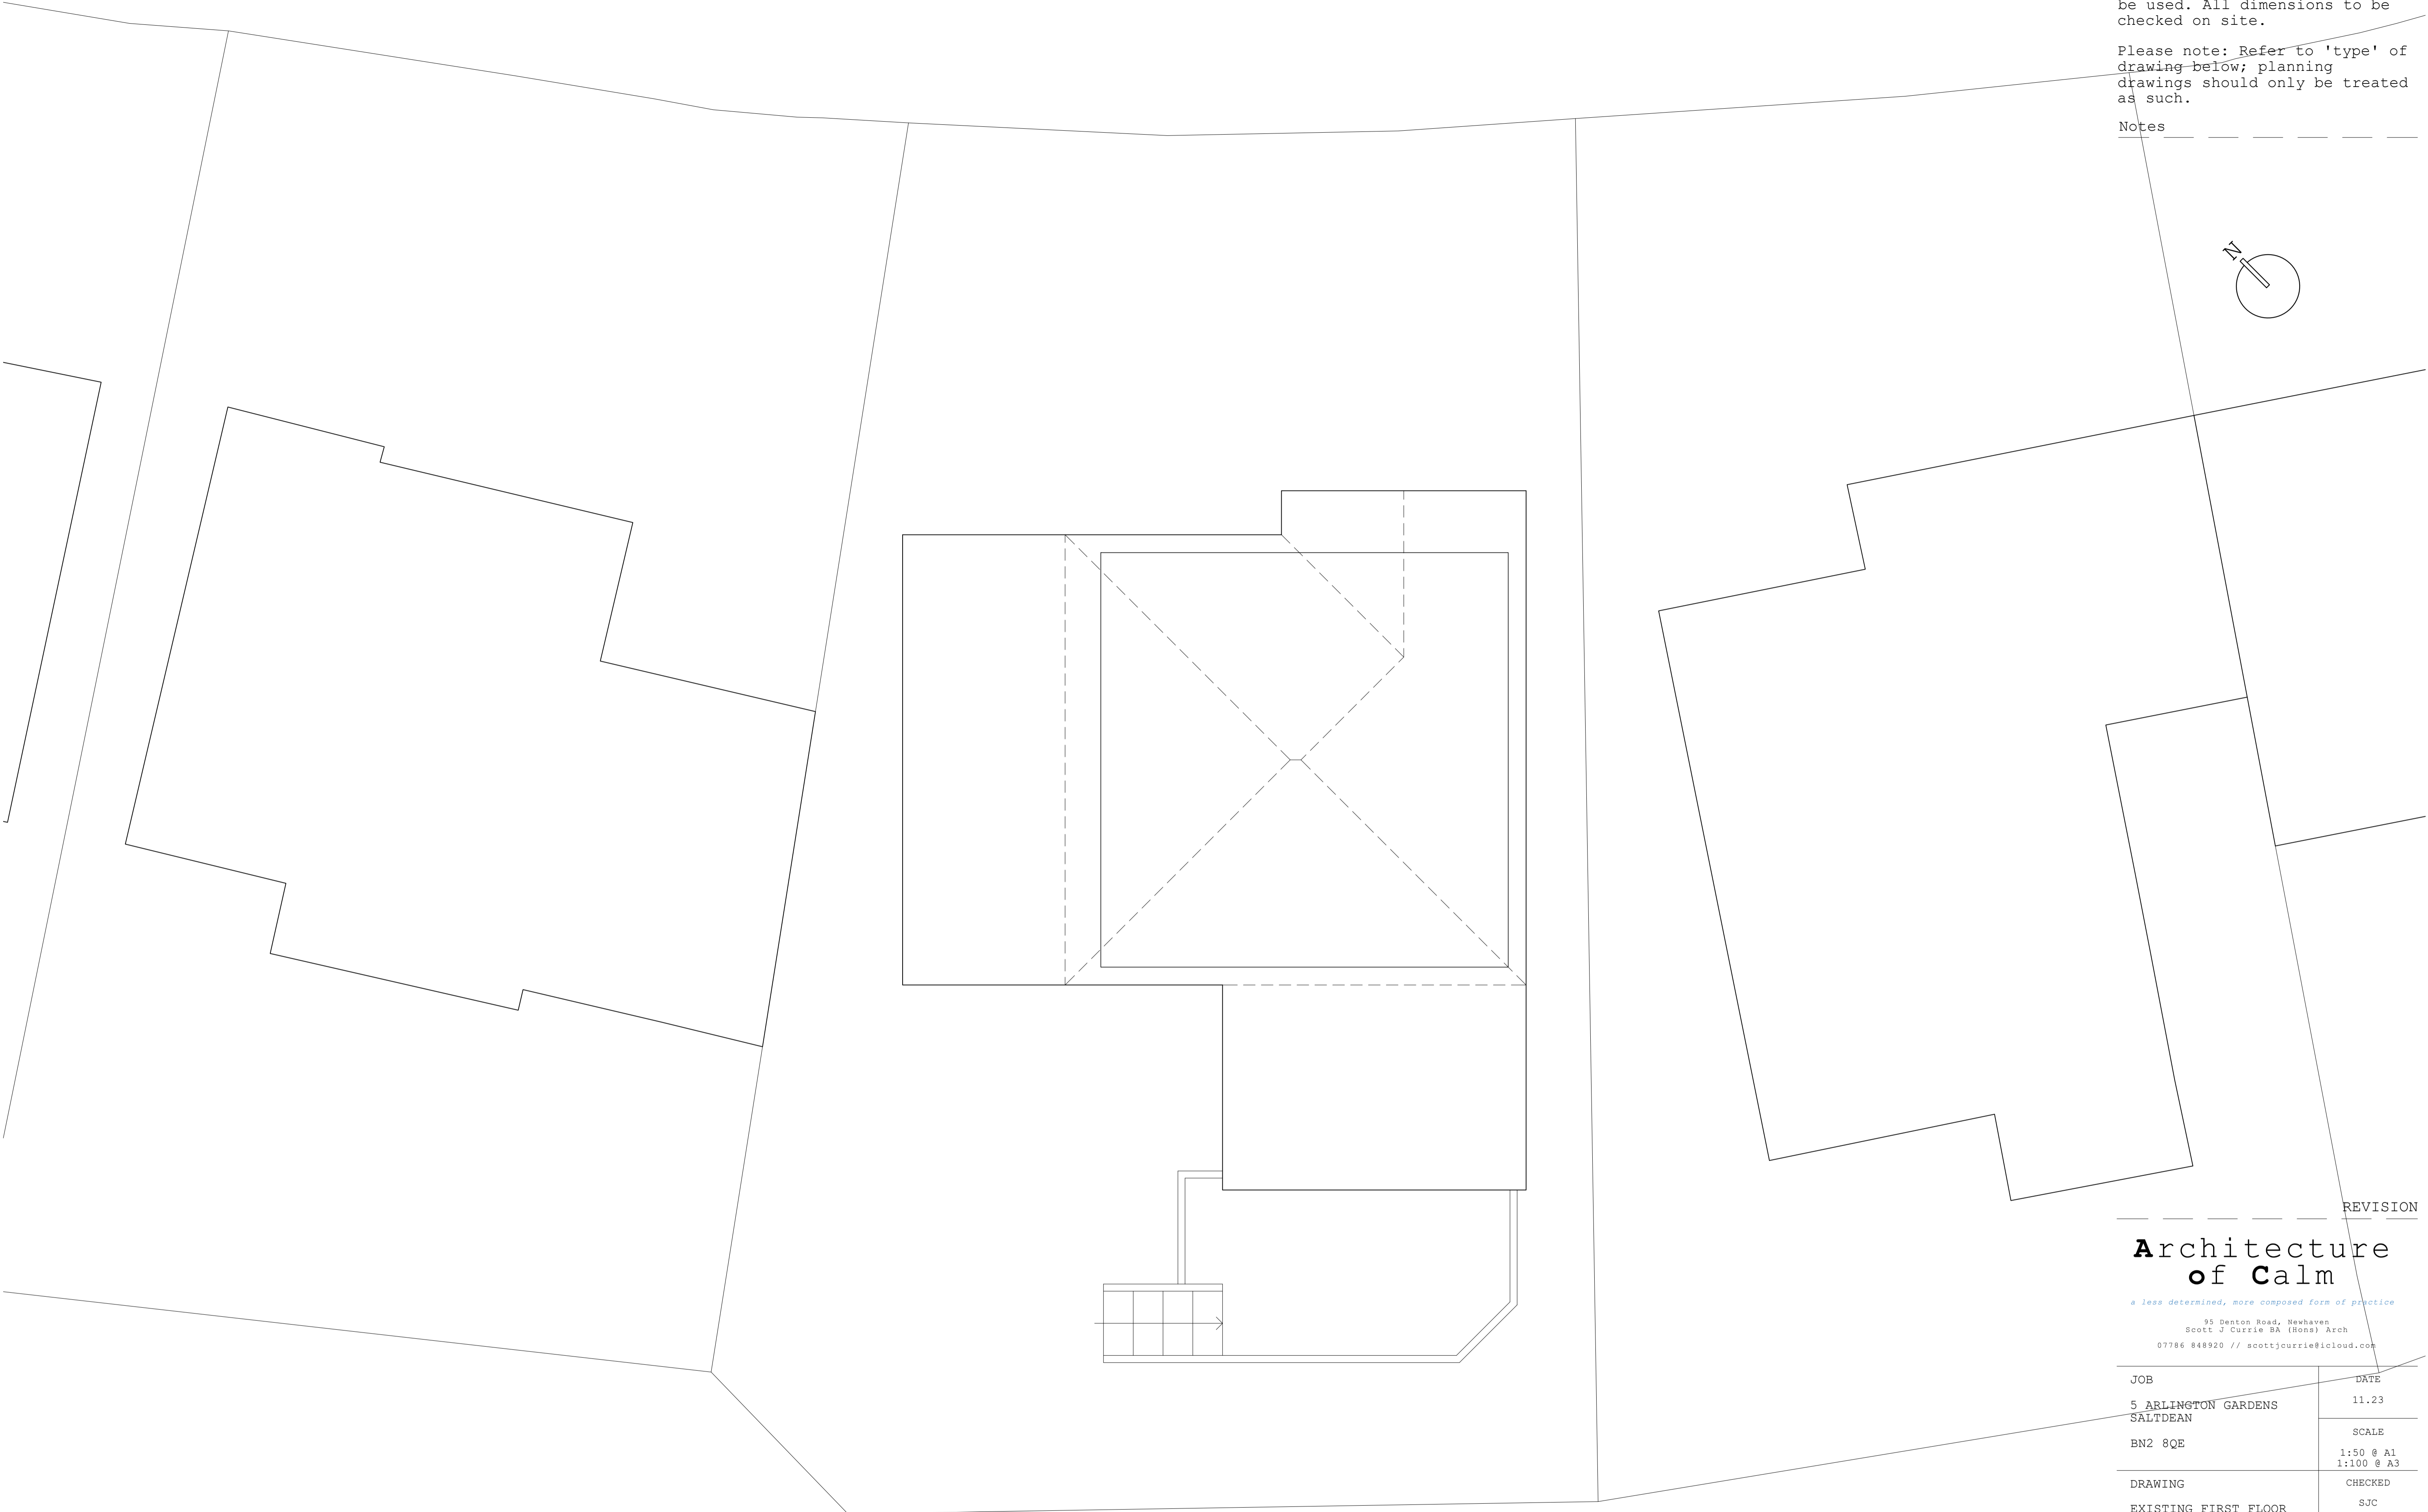 be used. All dimensions to be
checked on site.
Please note: Refer to 'type' of
drawing below; planning
drawings should only be treated
as such.
Notes
N
REVISION
Architecture
of Calm
a less determined, more composed form of practice
95 Denton Road, Newhaven
Scott J Currie BA (Hons) Arch
07786 848920 // scottjcurrie@icloud.com
JOB
5 ARLINGTON GARDENS
SALTDEAN
BN2 8QE
DATE
11.23
SCALE
1:50 @ A1
1:100 @ A3
DRAWING
EXISTING FIRST FLOOR
CHECKED
SJC